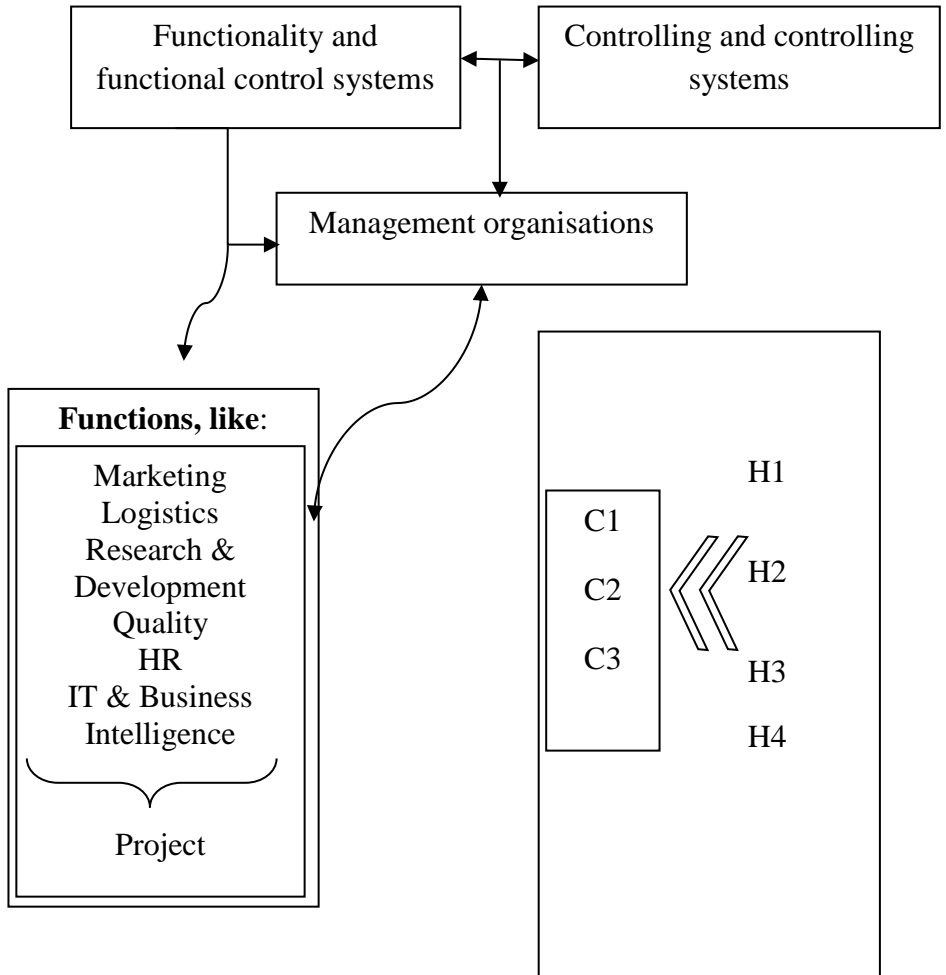 Functionality and
functional control systems
Controlling and controlling
systems
Management organisations
Functions, like:
Marketing
Logistics
Research &
Development
Quality
HR
IT & Business
Intelligence
Project
C1
C2
C3
H1
H2
H3
H4